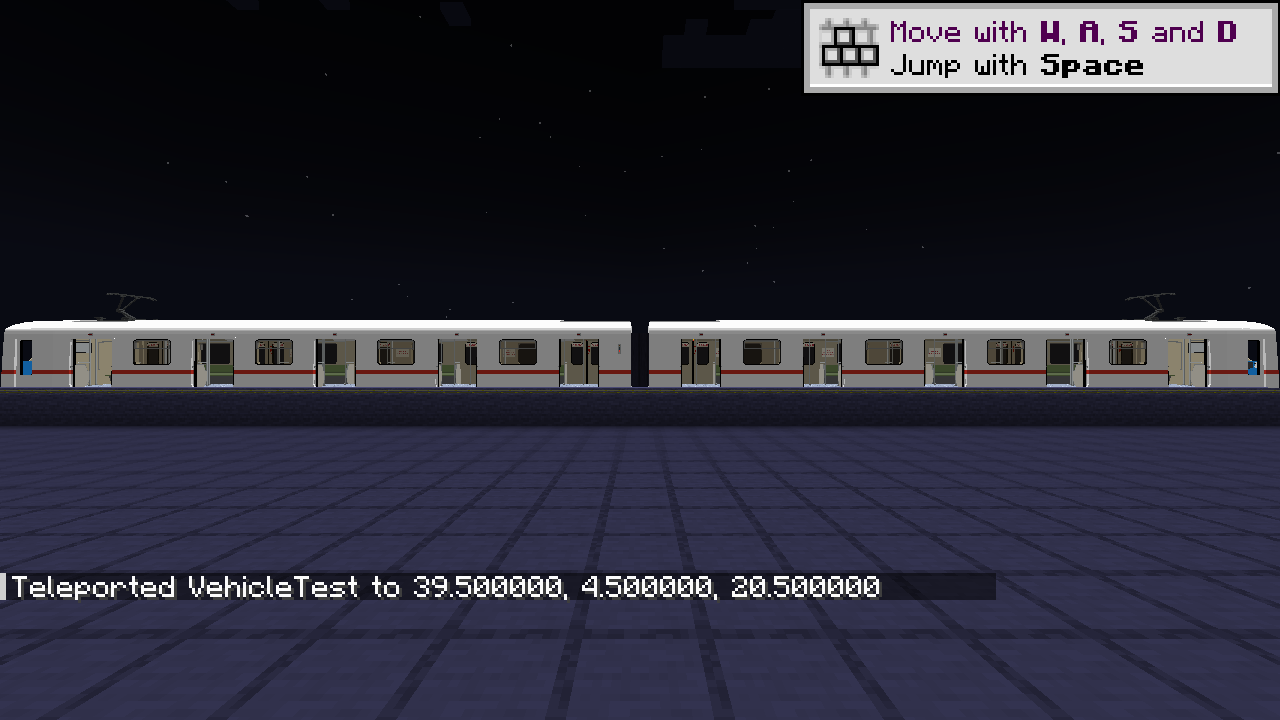 Move with W, A, S and D
Jump with Space
Teleported VehicleTest to 39.500000, 4.500000, 20.500000